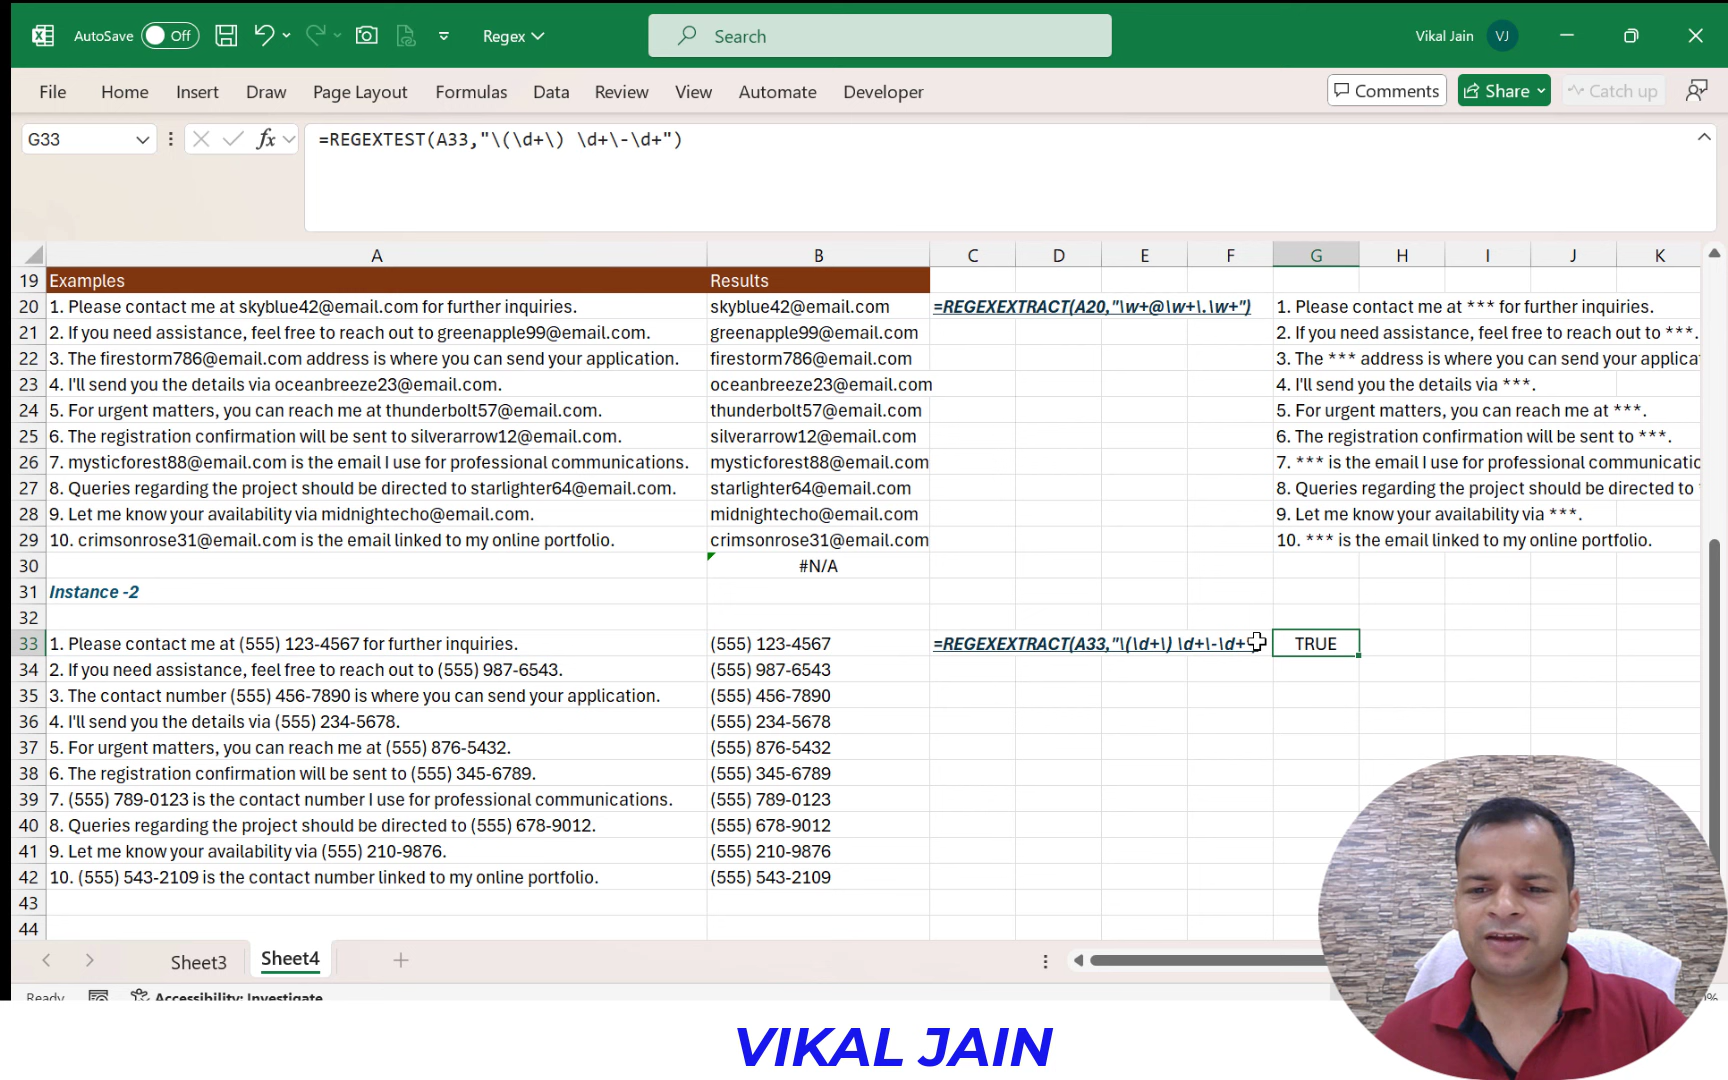 AutoSave Off Regex Search Vikal Jain VJ
File Home Insert Draw Page Layout Formulas Data Review View Automate Developer Comments Share Catch up
G33 fx =REGEXTEST(A33,"\(\d+\) \d+\-\d+")
A B C D E F G H I J K
19 Examples Results
20 1. Please contact me at skyblue42@email.com for further inquiries. skyblue42@email.com =REGEXEXTRACT(A20,"\w+@\w+\.\w+") 1. Please contact me at *** for further inquiries.
21 2. If you need assistance, feel free to reach out to greenapple99@email.com. greenapple99@email.com 2. If you need assistance, feel free to reach out to ***.
22 3. The firestorm786@email.com address is where you can send your application. firestorm786@email.com 3. The *** address is where you can send your applica
23 4. I'll send you the details via oceanbreeze23@email.com. oceanbreeze23@email.com 4. I'll send you the details via ***.
24 5. For urgent matters, you can reach me at thunderbolt57@email.com. thunderbolt57@email.com 5. For urgent matters, you can reach me at ***.
25 6. The registration confirmation will be sent to silverarrow12@email.com. silverarrow12@email.com 6. The registration confirmation will be sent to ***.
26 7. mysticforest88@email.com is the email I use for professional communications. mysticforest88@email.com 7. *** is the email I use for professional communicatic
27 8. Queries regarding the project should be directed to starlighter64@email.com. starlighter64@email.com 8. Queries regarding the project should be directed to
28 9. Let me know your availability via midnightecho@email.com. midnightecho@email.com 9. Let me know your availability via ***.
29 10. crimsonrose31@email.com is the email linked to my online portfolio. crimsonrose31@email.com 10. *** is the email linked to my online portfolio.
30 #N/A
31 Instance -2
32
33 1. Please contact me at (555) 123-4567 for further inquiries. (555) 123-4567 =REGEXEXTRACT(A33,"\(\d+\) \d+\-\d+ TRUE
34 2. If you need assistance, feel free to reach out to (555) 987-6543. (555) 987-6543
35 3. The contact number (555) 456-7890 is where you can send your application. (555) 456-7890
36 4. I'll send you the details via (555) 234-5678. (555) 234-5678
37 5. For urgent matters, you can reach me at (555) 876-5432. (555) 876-5432
38 6. The registration confirmation will be sent to (555) 345-6789. (555) 345-6789
39 7. (555) 789-0123 is the contact number I use for professional communications. (555) 789-0123
40 8. Queries regarding the project should be directed to (555) 678-9012. (555) 678-9012
41 9. Let me know your availability via (555) 210-9876. (555) 210-9876
42 10. (555) 543-2109 is the contact number linked to my online portfolio. (555) 543-2109
43
44
Sheet3 Sheet4
Ready Accessibility: Investigate %
VIKAL JAIN